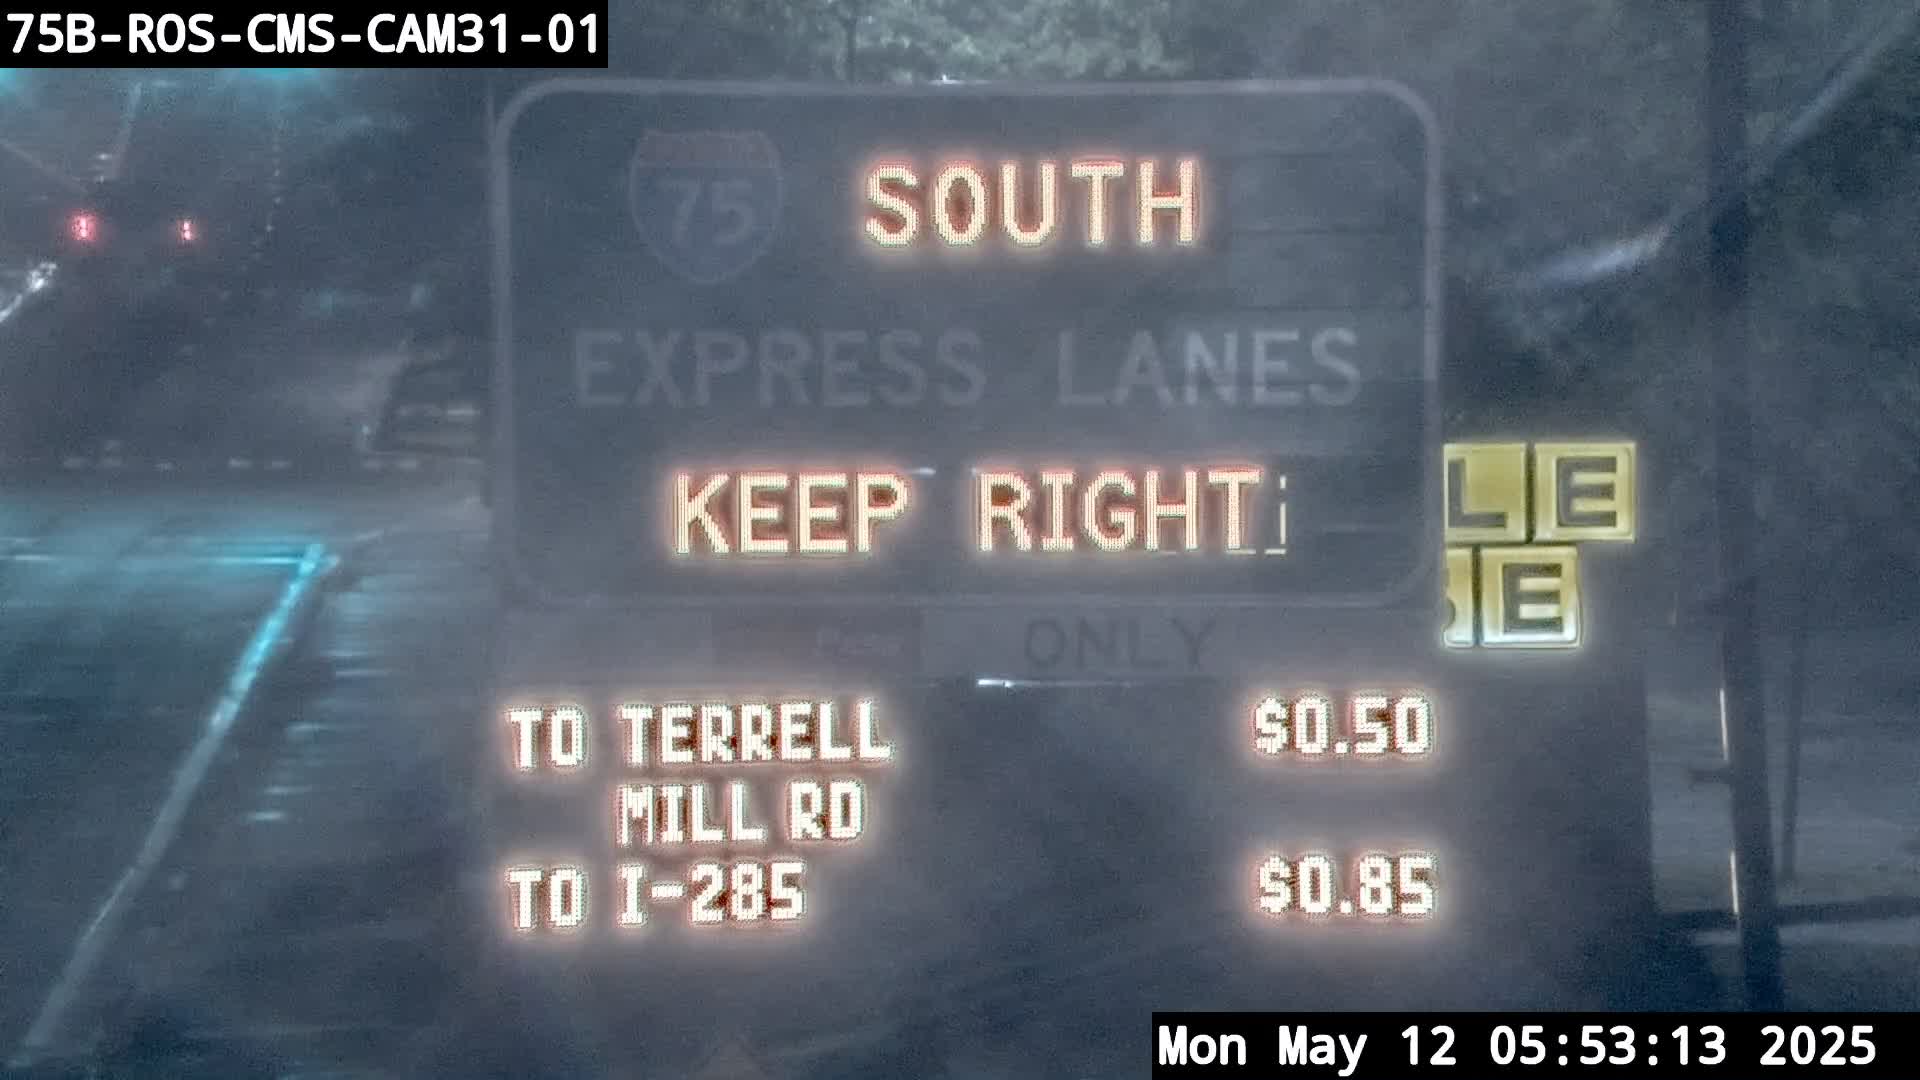 75B-ROS-CMS-CAM31-01
75 SOUTH
EXPRESS LANES
KEEP RIGHT
ONLY
LE
E
TO TERRELL $0.50
MILL RD
TO I-285 $0.85
Mon May 12 05:53:13 2025